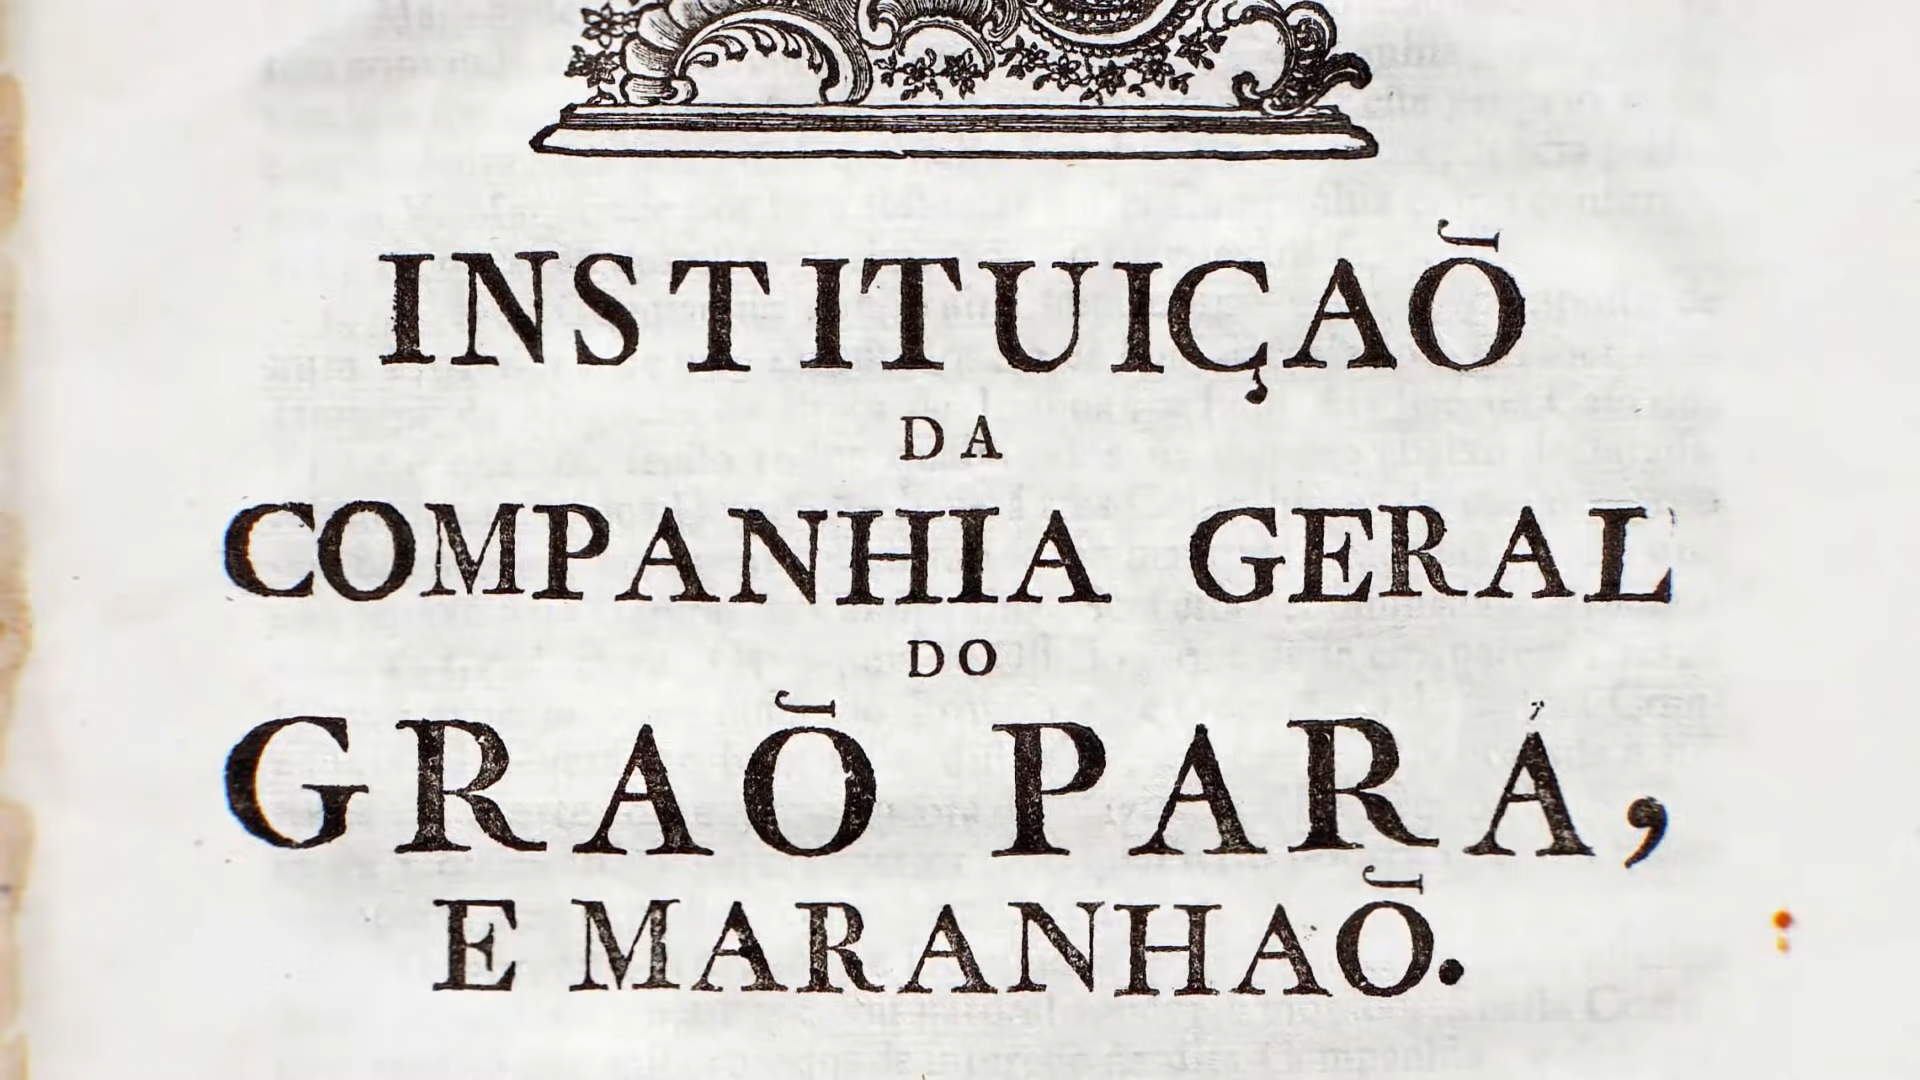 INSTITUIÇAÕ
DA
COMPANHIA GERAL
DO
GRAÕ PARÁ,
E MARANHAÕ.